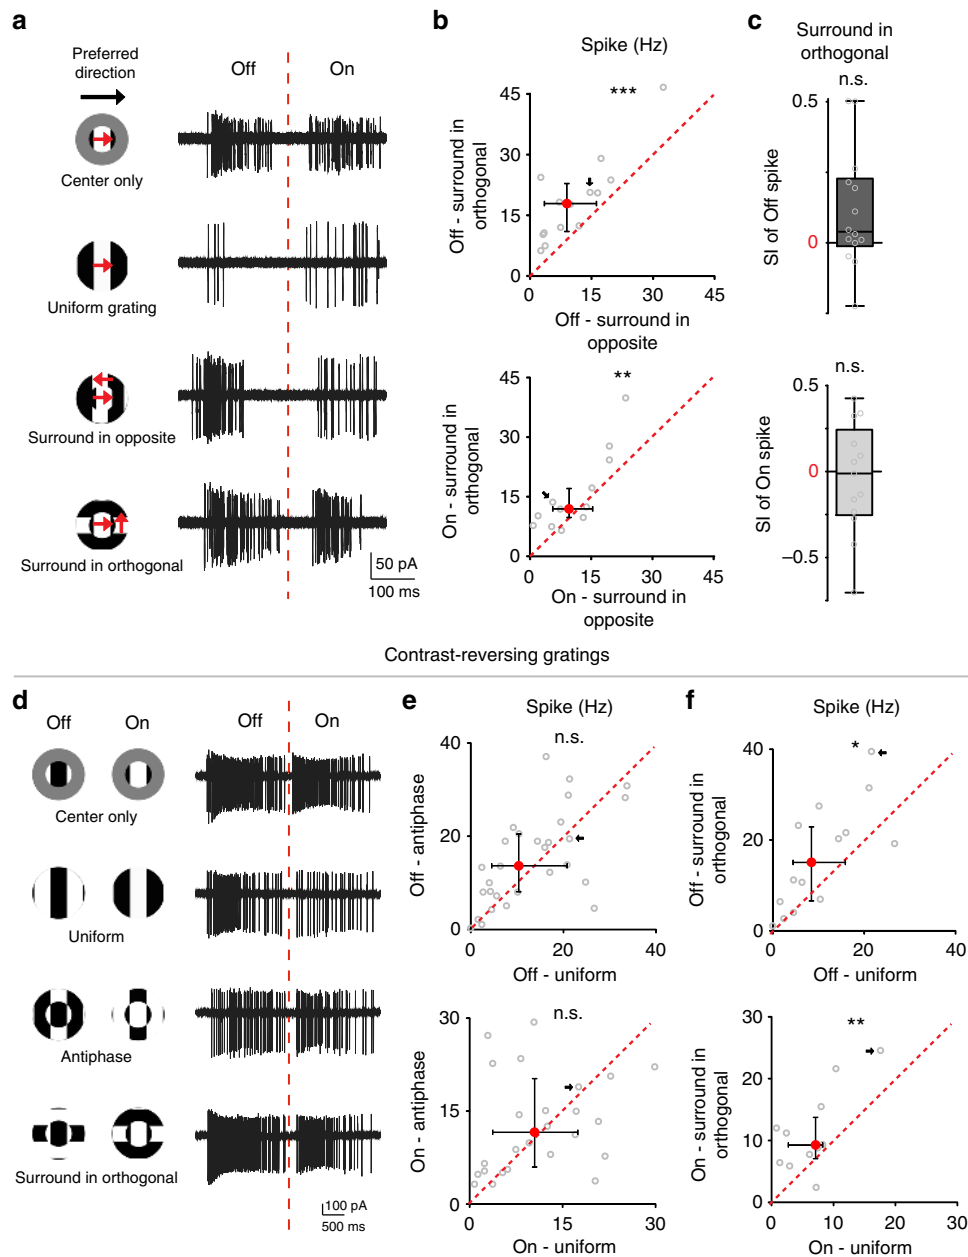 a
Preferred
direction
Off
On
Center only
Uniform grating
Surround in opposite
Surround in orthogonal
50 pA
100 ms
b
Spike (Hz)
***
Off - surround in
orthogonal
45
30
15
0
0
15
30
45
Off - surround in
opposite
**
On - surround in
orthogonal
45
30
15
0
0
15
30
45
On - surround in
opposite
c
Surround in
orthogonal
n.s.
SI of Off spike
0.5
0
n.s.
SI of On spike
0.5
0
−0.5
Contrast-reversing gratings
d
Off
On
Off
On
Center only
Uniform
Antiphase
Surround in orthogonal
100 pA
500 ms
e
Spike (Hz)
n.s.
Off - antiphase
40
20
0
0
20
40
Off - uniform
n.s.
On - antiphase
30
15
0
0
15
30
On - uniform
f
Spike (Hz)
*
Off - surround in
orthogonal
40
20
0
0
20
40
Off - uniform
**
On - surround in
orthogonal
30
20
10
0
0
10
20
30
On - uniform